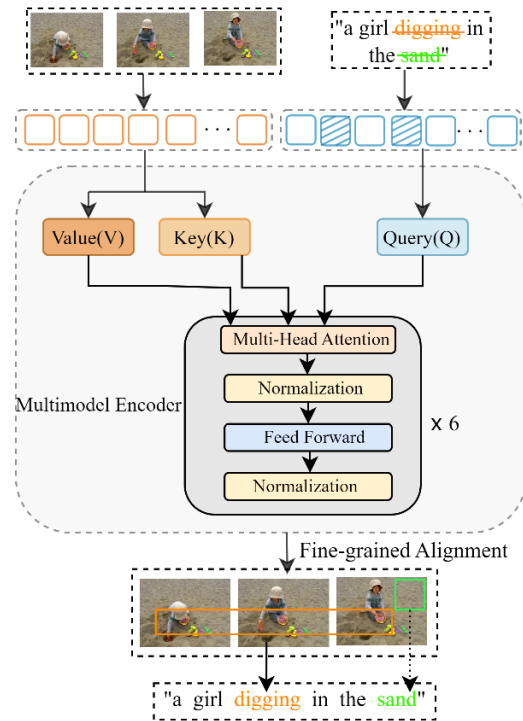 "a girl digging in
the sand"
...
...
Value(V)
Key(K)
Query(Q)
Multi-Head Attention
Normalization
Multimodel Encoder
x 6
Feed Forward
Normalization
Fine-grained Alignment
"a girl digging in the sand"